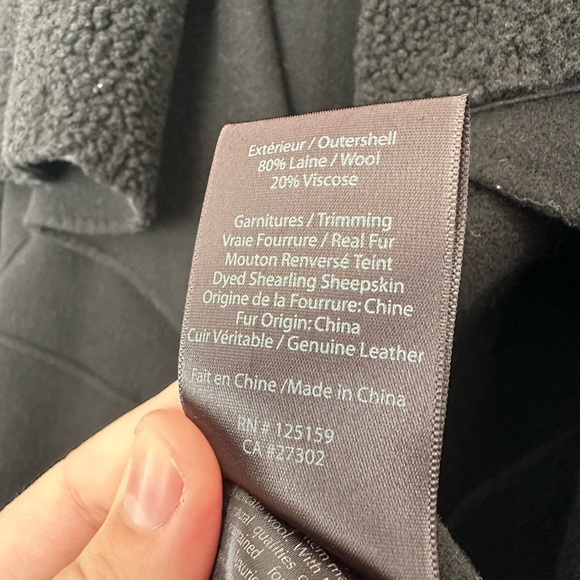 Extérieur / Outershell
80% Laine / Wool
20% Viscose
Garnitures / Trimming
Vraie Fourrure / Real Fur
Mouton Renversé Teint
Dyed Shearling Sheepskin
Origine de la Fourrure: Chine
Fur Origin: China
Cuir Véritable / Genuine Leather
Fait en Chine /Made in China
RN # 125159
CA #27302
wool
qualities